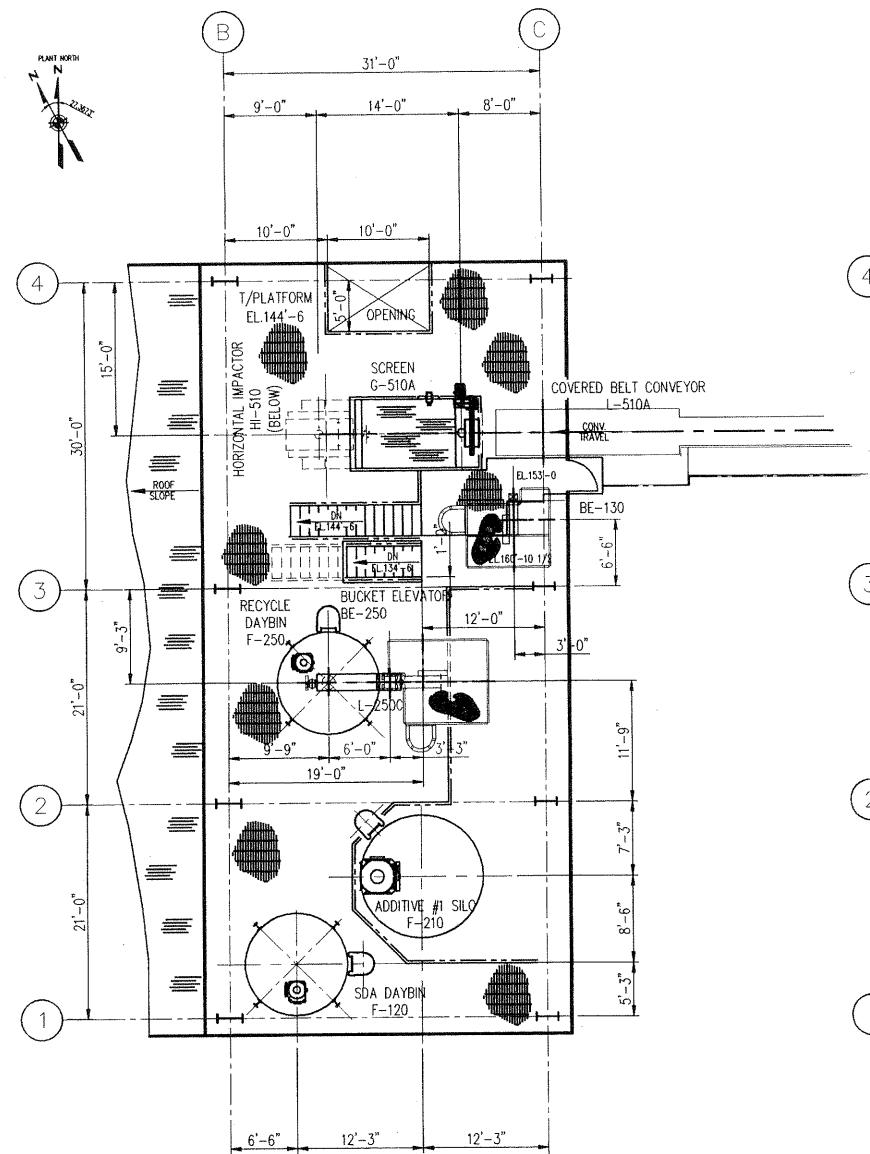 B
C
PLANT NORTH
N
N
27.3673°
31'-0"
9'-0"
14'-0"
8'-0"
10'-0"
10'-0"
4
4
T/PLATFORM
EL.144'-6
5'-0"
OPENING
15'-0"
30'-0"
HORIZONTAL IMPACTOR
HI-510
(BELOW)
SCREEN
G-510A
COVERED BELT CONVEYOR
L-510A
CONV.
TRAVEL
ROOF
SLOPE
EL.153'-0
BE-130
DN
EL.144'-6
1'-0"
EL.160'-10 1/2
6'-6"
DN
EL.134'-6
3
3
RECYCLE
DAYBIN
F-250
BUCKET ELEVATOR
BE-250
12'-0"
3'-0"
9'-3"
21'-0"
L-250C
9'-9"
6'-0"
3'-3"
19'-0"
11'-9"
2
2
7'-3"
21'-0"
ADDITIVE #1 SILO
F-210
8'-6"
SDA DAYBIN
F-120
5'-3"
1
6'-6"
12'-3"
12'-3"